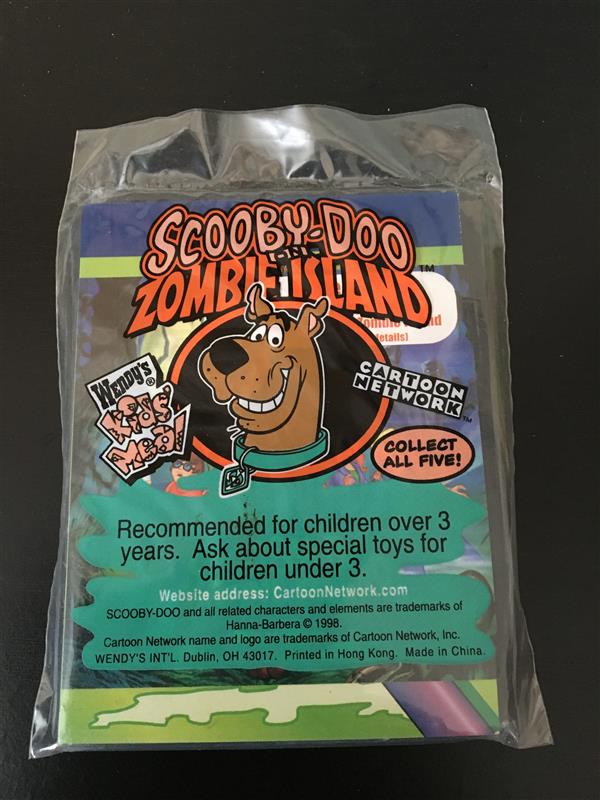 SCOOBY-DOO
ON
ZOMBIE ISLAND™
details)
WENDY'S®
KIDS
MEAL
CARTOON
NETWORK™
COLLECT
ALL FIVE!
Recommended for children over 3
years. Ask about special toys for
children under 3.
Website address: CartoonNetwork.com
SCOOBY-DOO and all related characters and elements are trademarks of
Hanna-Barbera © 1998.
Cartoon Network name and logo are trademarks of Cartoon Network, Inc.
WENDY'S INT'L. Dublin, OH 43017. Printed in Hong Kong. Made in China.